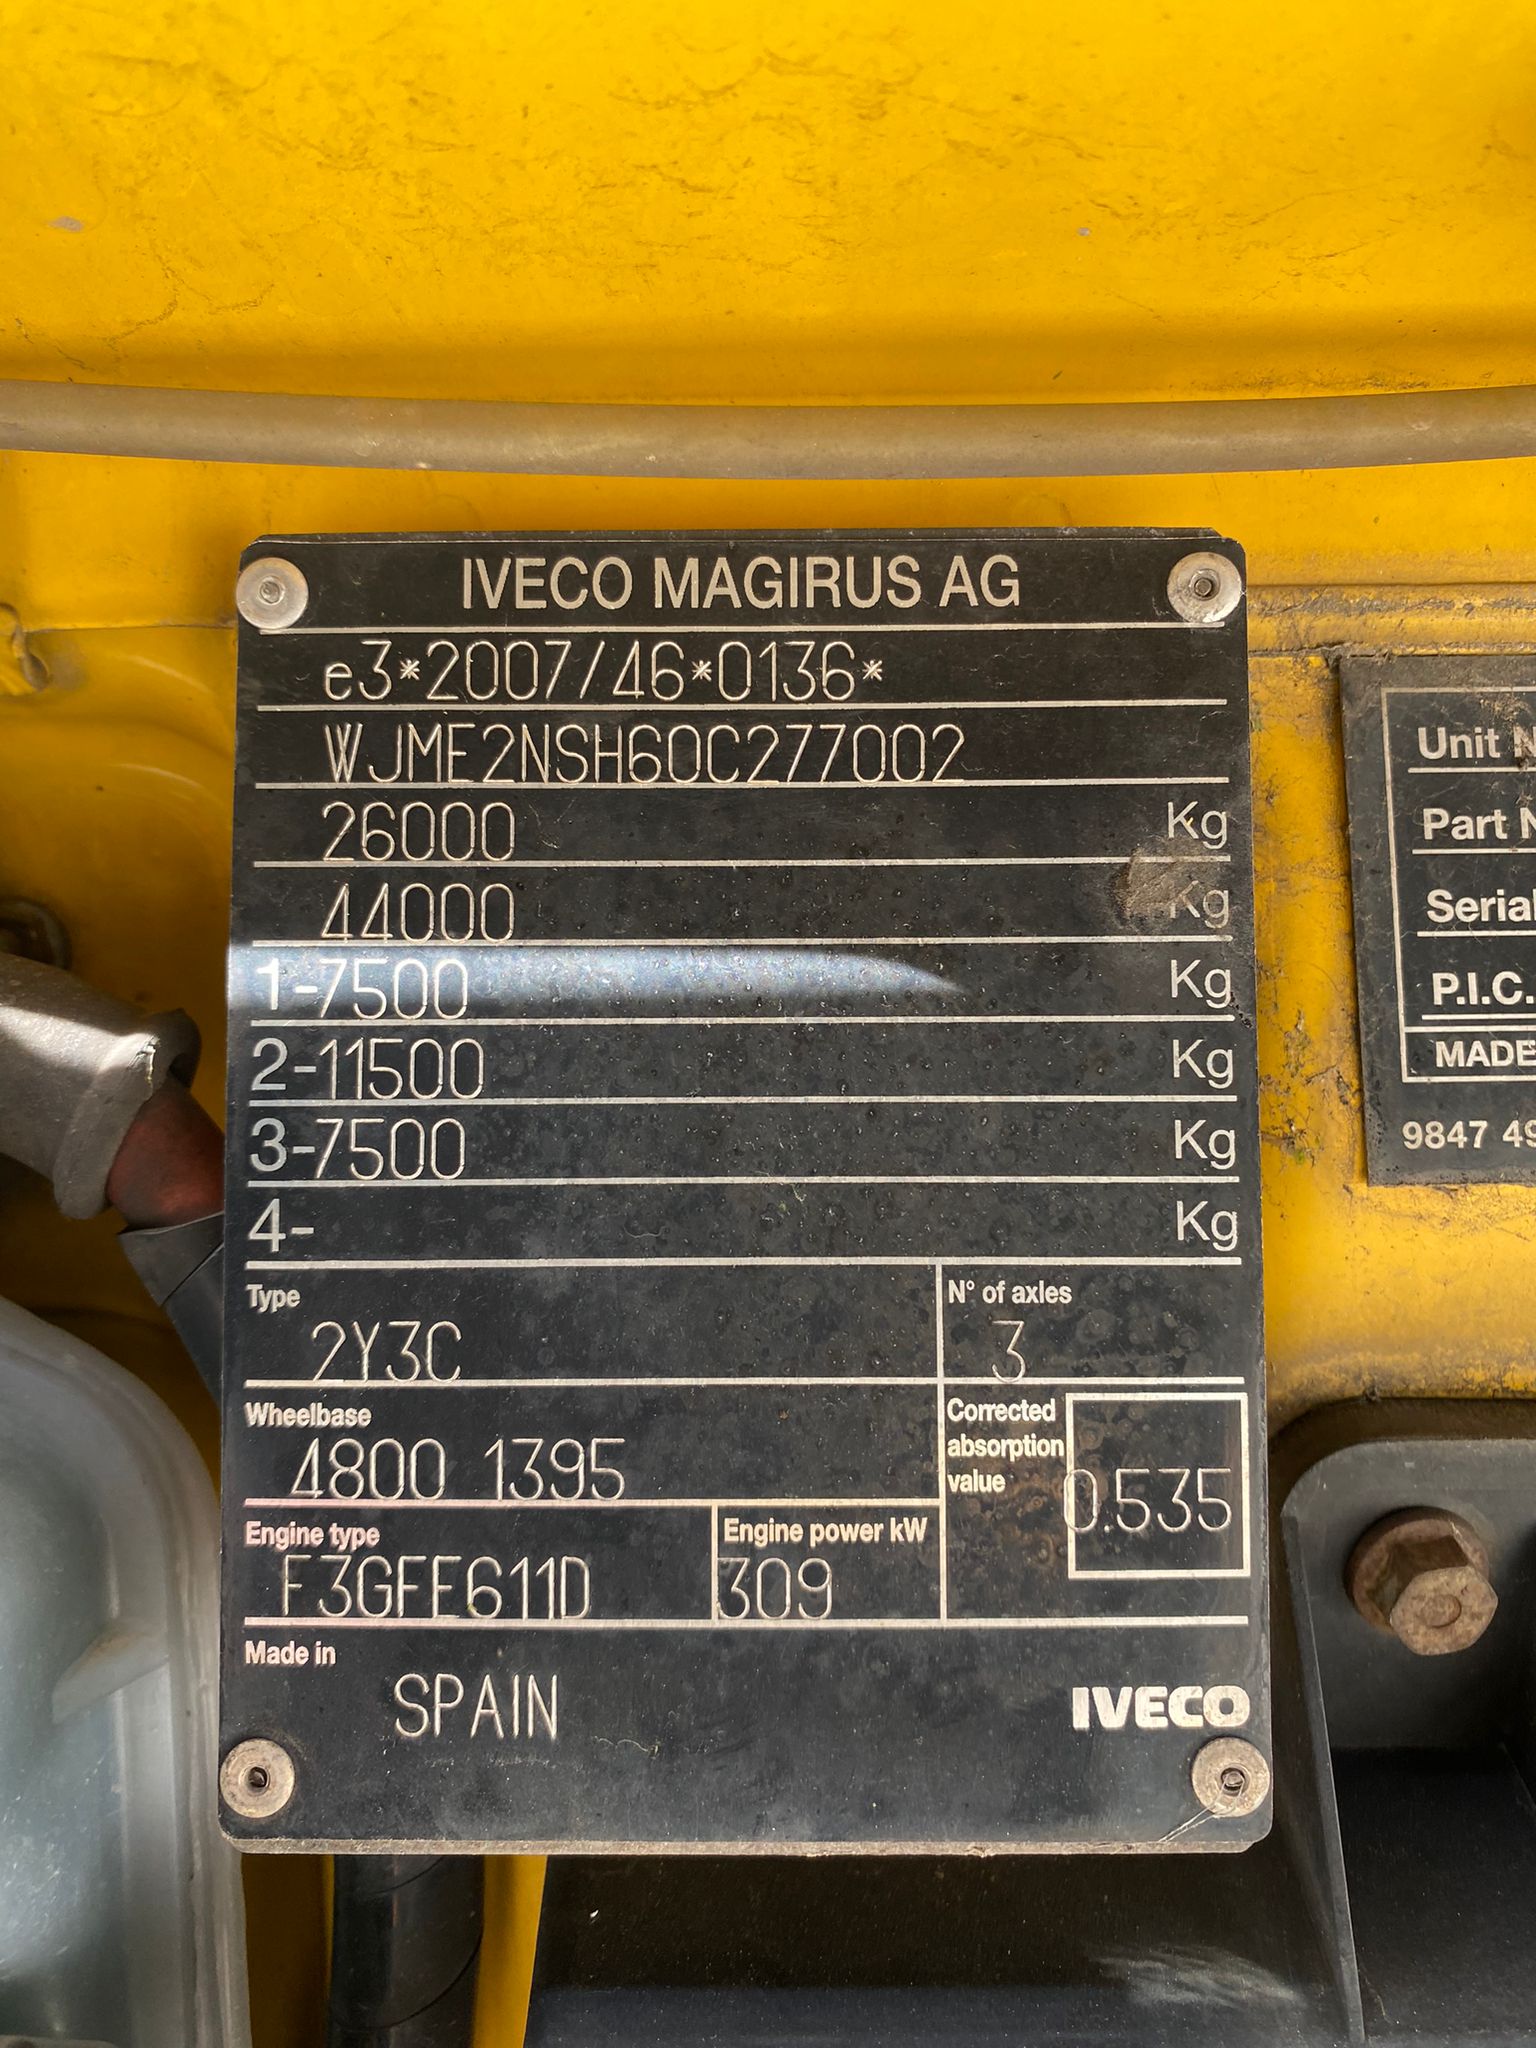 IVECO MAGIRUS AG
e3*2007/46*0136*
WJME2NSH60C277002
26000 Kg
44000 Kg
1-7500 Kg
2-11500 Kg
3-7500 Kg
4- Kg
Type
2Y3C
N° of axles
3
Wheelbase
4800 1395
Corrected
absorption
value
0.535
Engine type
F3GFE611D
Engine power kW
309
Made in
SPAIN
IVECO
Unit
Part
Serial
P.I.C.
MADE
9847